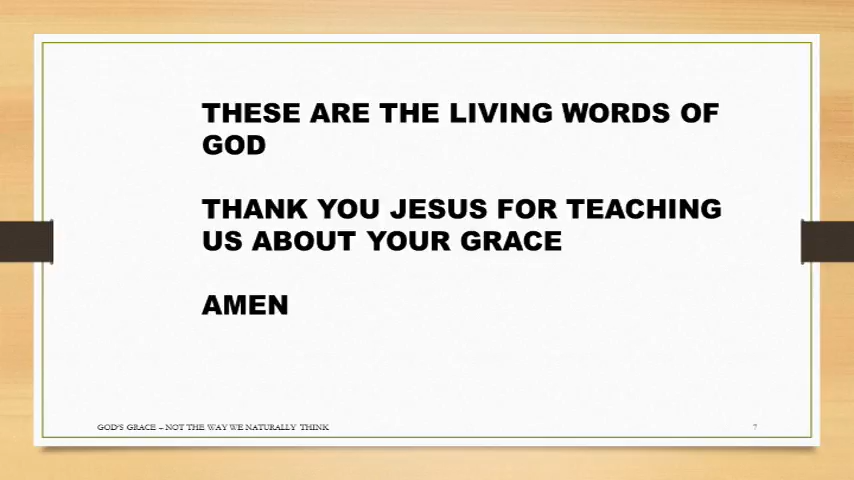 THESE ARE THE LIVING WORDS OF
GOD
THANK YOU JESUS FOR TEACHING
US ABOUT YOUR GRACE
AMEN
GOD'S GRACE – NOT THE WAY WE NATURALLY THINK
7